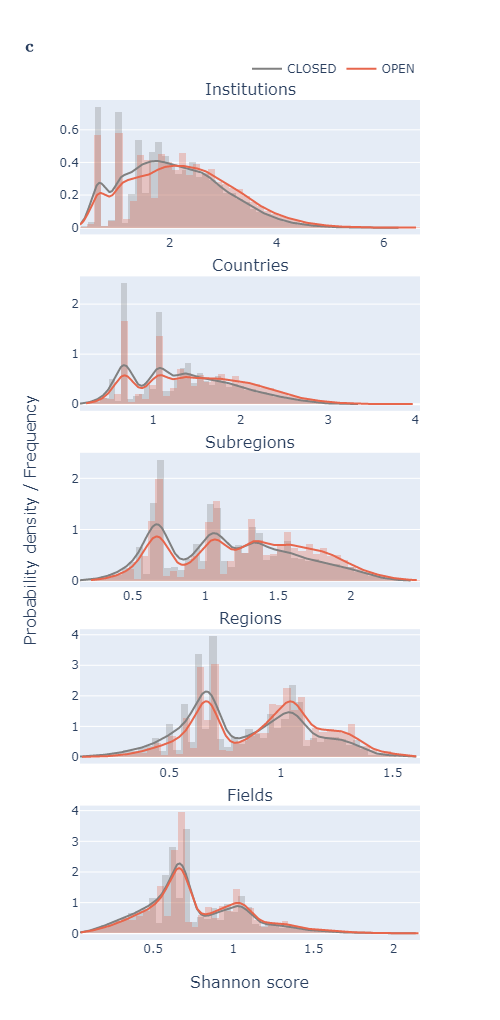 c
CLOSED OPEN
Institutions
0.6
0.4
0.2
0
2 4 6
Countries
2
1
0
1 2 3 4
Subregions
2
1
0
0.5 1 1.5 2
Regions
4
3
2
1
0
0.5 1 1.5
Fields
4
3
2
1
0
0.5 1 1.5 2
Probability density / Frequency
Shannon score